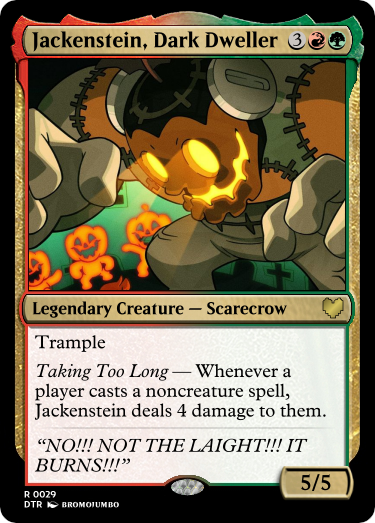 Jackenstein, Dark Dweller 3
Legendary Creature — Scarecrow
Trample
Taking Too Long — Whenever a
player casts a noncreature spell,
Jackenstein deals 4 damage to them.
“NO!!! NOT THE LAIGHT!!! IT
BURNS!!!”
5/5
R 0029
DTR BROMOJUMBO